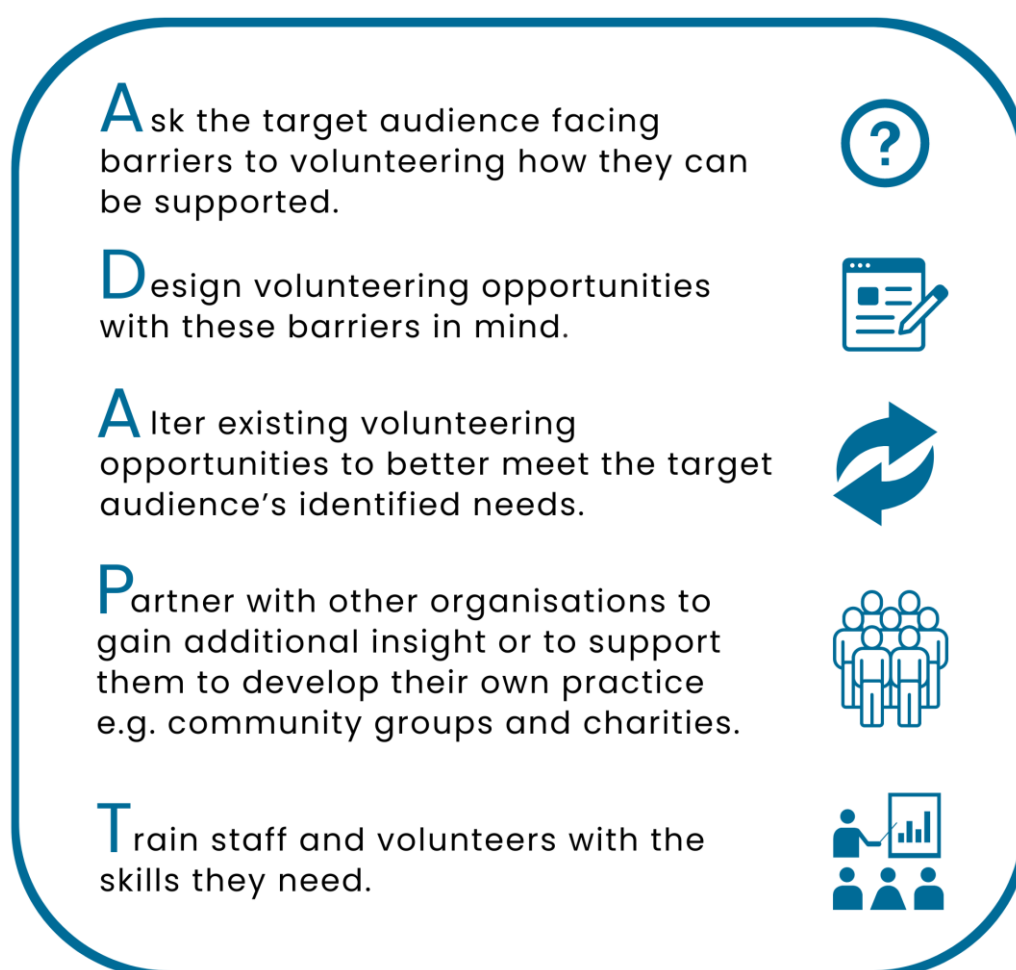 Ask the target audience facing
barriers to volunteering how they can
be supported.
Design volunteering opportunities
with these barriers in mind.
Alter existing volunteering
opportunities to better meet the target
audience’s identified needs.
Partner with other organisations to
gain additional insight or to support
them to develop their own practice
e.g. community groups and charities.
Train staff and volunteers with the
skills they need.
?